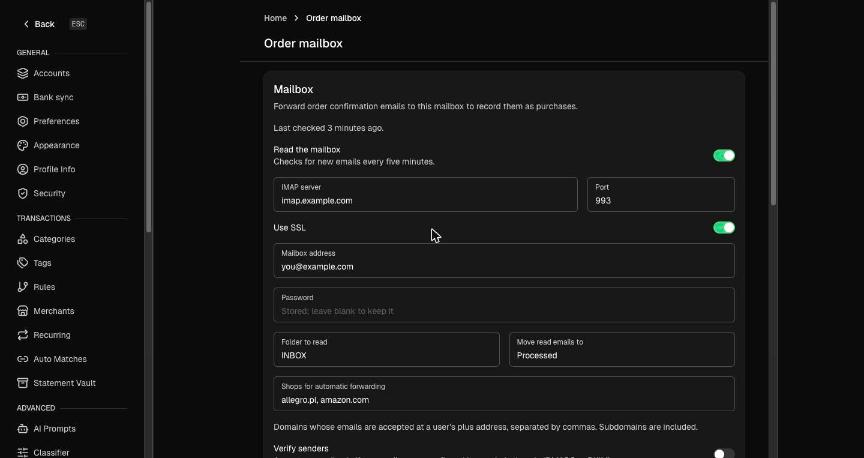 Back
ESC
GENERAL
Accounts
Bank sync
Preferences
Appearance
Profile Info
Security
TRANSACTIONS
Categories
Tags
Rules
Merchants
Recurring
Auto Matches
Statement Vault
ADVANCED
AI Prompts
Classifier
Home > Order mailbox
Order mailbox
Mailbox
Forward order confirmation emails to this mailbox to record them as purchases.
Last checked 3 minutes ago.
Read the mailbox
Checks for new emails every five minutes.
IMAP server
imap.example.com
Port
993
Use SSL
Mailbox address
you@example.com
Password
Stored; leave blank to keep it
Folder to read
INBOX
Move read emails to
Processed
Shops for automatic forwarding
allegro.pl, amazon.com
Domains whose emails are accepted at a user's plus address, separated by commas. Subdomains are included.
Verify senders